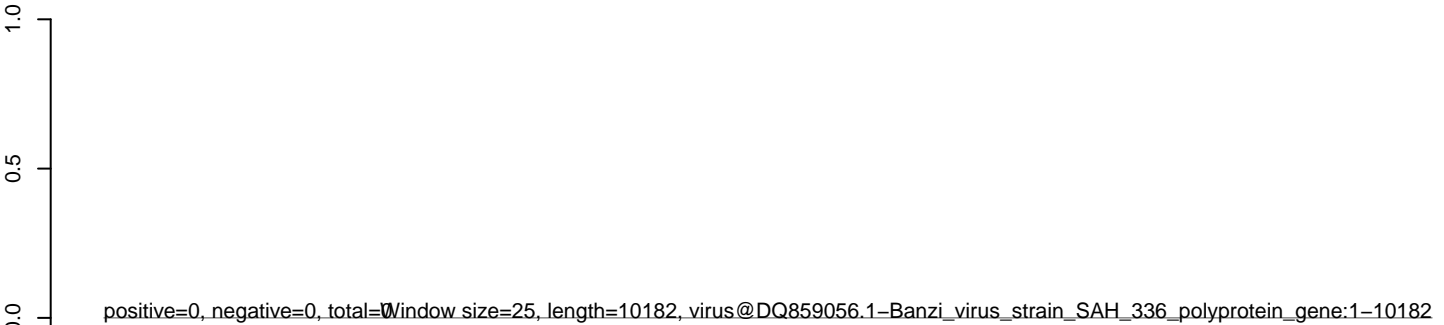 1.0
0.5
0.0
positive=0, negative=0, total=0
Window size=25, length=10182, virus@DQ859056.1−Banzi_virus_strain_SAH_336_polyprotein_gene:1−10182